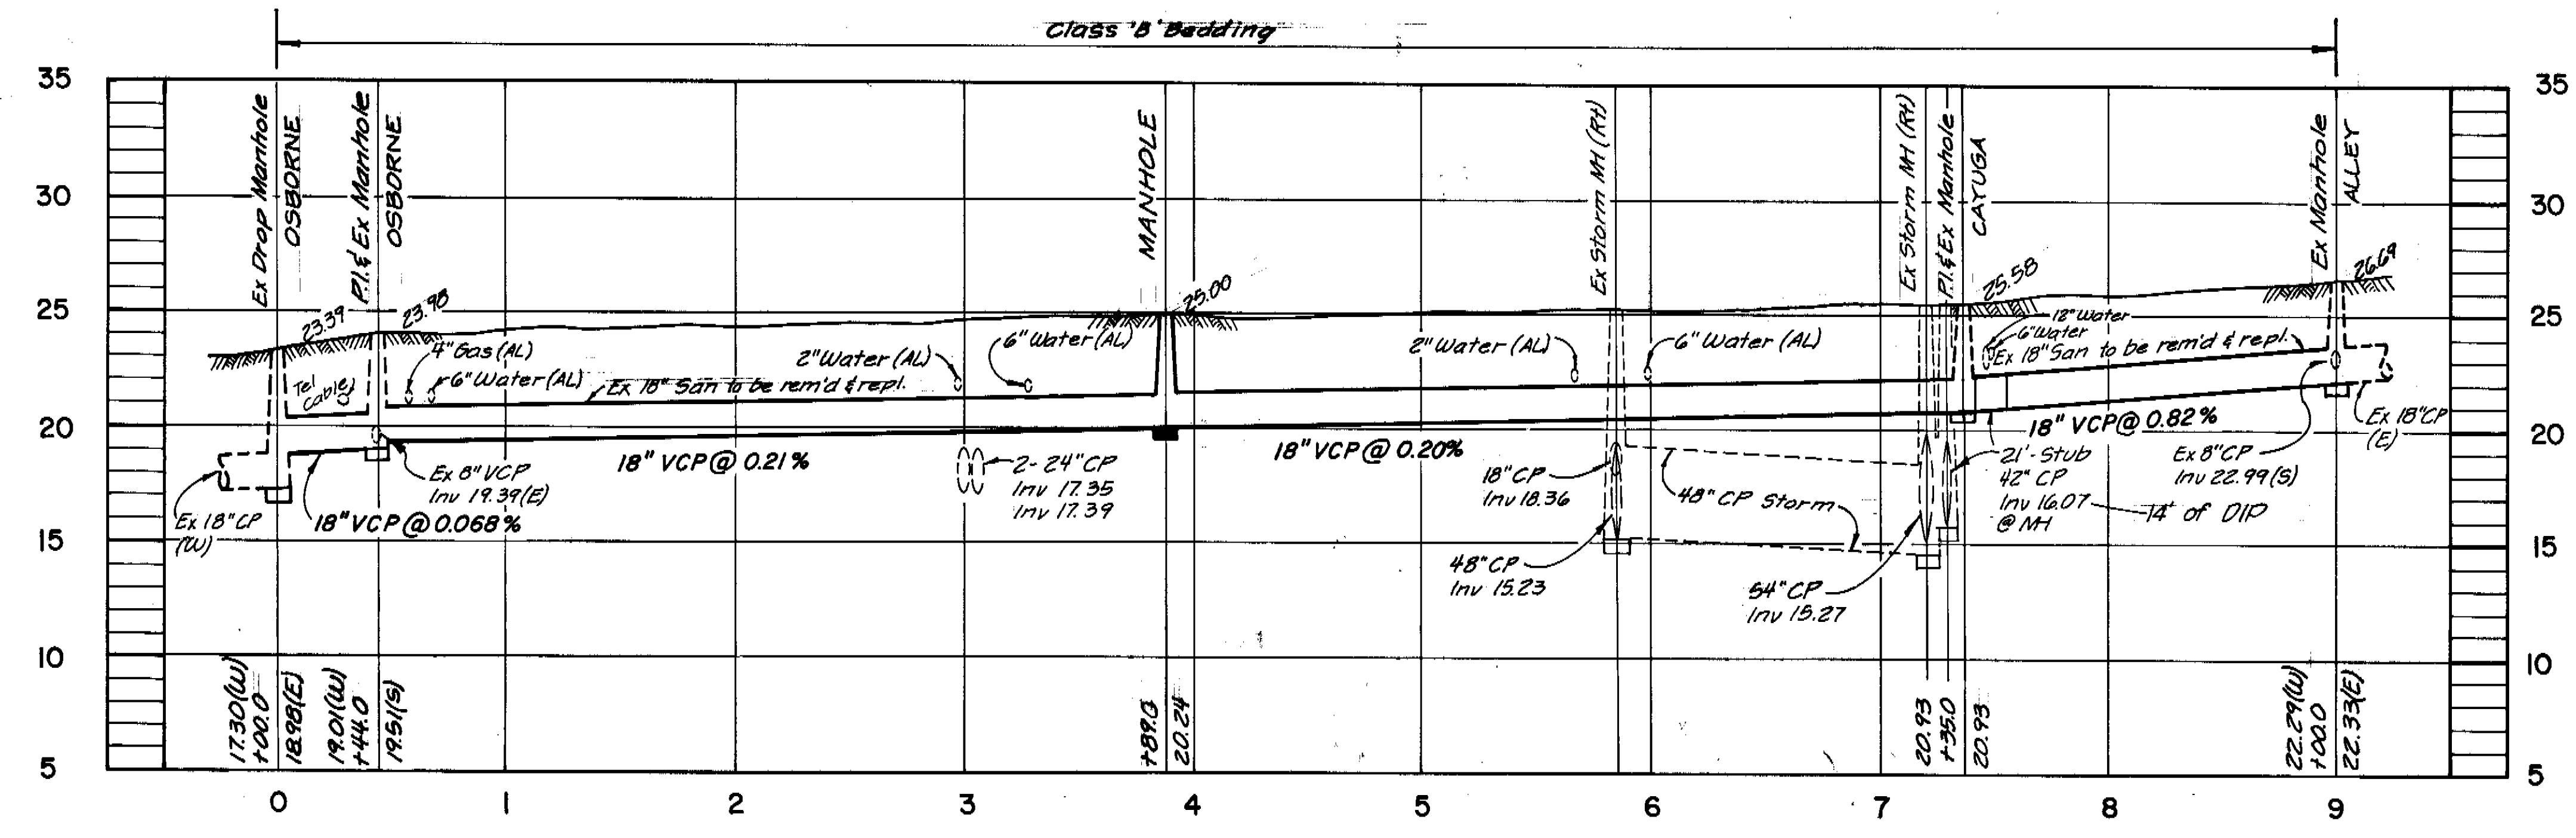 Class 'B' Bedding
35
35
30
30
25
25
20
20
15
15
10
10
5
5
Ex Drop Manhole
OSBORNE
P.I. & Ex Manhole
OSBORNE
MANHOLE
Ex Storm MH (Rt)
Ex Storm MH (Rt)
P.I. & Ex Manhole
CAYUGA
Ex Manhole
ALLEY
23.39
23.98
25.00
25.58
26.69
Tel
Cable
4" Gas (AL)
6" Water (AL)
Ex 18" San to be rem'd & repl.
2" Water (AL)
6" Water (AL)
2" Water (AL)
6" Water (AL)
12" Water
6" Water
Ex 18" San to be rem'd & repl.
Ex 18" CP
(W)
18" VCP @ 0.068%
Ex 8" VCP
Inv 19.39 (E)
18" VCP @ 0.21%
2-24" CP
Inv 17.35
Inv 17.39
18" VCP @ 0.20%
18" CP
Inv 18.36
48" CP Storm
48" CP
Inv 15.23
54" CP
Inv 15.27
18" VCP @ 0.82%
21'-Stub
42" CP
Inv 16.07
@ MH
14' of DIP
Ex 8" CP
Inv 22.99 (S)
Ex 18" CP
(E)
17.30 (W)
+00.0
18.98 (E)
19.01 (W)
+44.0
19.51 (S)
+89.0
20.24
20.93
+35.0
20.93
22.29 (W)
+00.0
22.33 (E)
0
1
2
3
4
5
6
7
8
9